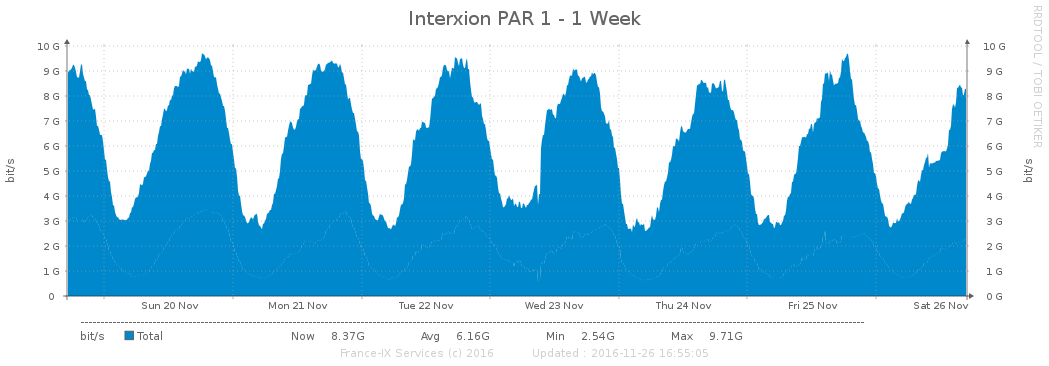 Interxion PAR 1 - 1 Week
RRDTOOL / TOBI OETIKER
bit/s
10 G 10 G
9 G 9 G
8 G 8 G
7 G 7 G
6 G 6 G
5 G 5 G
4 G 4 G
3 G 3 G
2 G 2 G
1 G 1 G
0 0 G
bit/s
Sun 20 Nov Mon 21 Nov Tue 22 Nov Wed 23 Nov Thu 24 Nov Fri 25 Nov Sat 26 Nov
bit/s Total Now 8.37G Avg 6.16G Min 2.54G Max 9.71G
France-IX Services (c) 2016 Updated : 2016-11-26 16:55:05